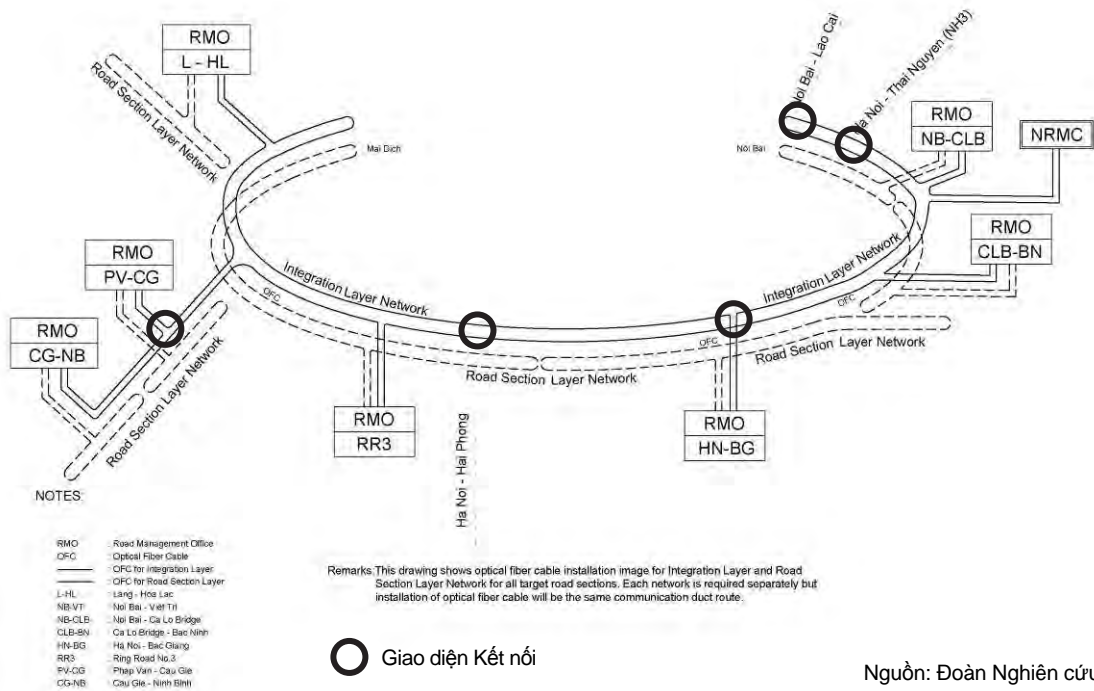 RMO
L - HL
Road Section Layer Network
Mai Dich
Noi Bai - Lao Cai
Ha Noi - Thai Nguyen (NH3)
RMO
NB-CLB
NRMC
Nôi Bai
RMO
CLB-BN
RMO
PV-CG
RMO
CG-NB
Road Section Layer Network
OFC
Integration Layer Network
Integration Layer Network
OFC
OFC
Road Section Layer Network
Road Section Layer Network
RMO
RR3
Ha Noi - Hai Phong
RMO
HN-BG
NOTES:
RMO : Road Management Office
OFC : Optical Fiber Cable
: OFC for Integration Layer
: OFC for Road Section Layer
L-HL : Lang - Hoa Lac
NB-VT : Noi Bai - Viet Tri
NB-CLB : Noi Bai - Ca Lo Bridge
CLB-BN : Ca Lo Bridge - Bac Ninh
HN-BG : Ha Noi - Bac Giang
RR3 : Ring Road No.3
PV-CG : Phap Van - Cau Gie
CG-NB : Cau Gie - Ninh Binh
Remarks:This drawing shows optical fiber cable installation image for Integration Layer and Road
Section Layer Network for all target road sections. Each network is required separately but
installation of optical fiber cable will be the same communication duct route.
Giao diện Kết nối
Nguồn: Đoàn Nghiên cứu